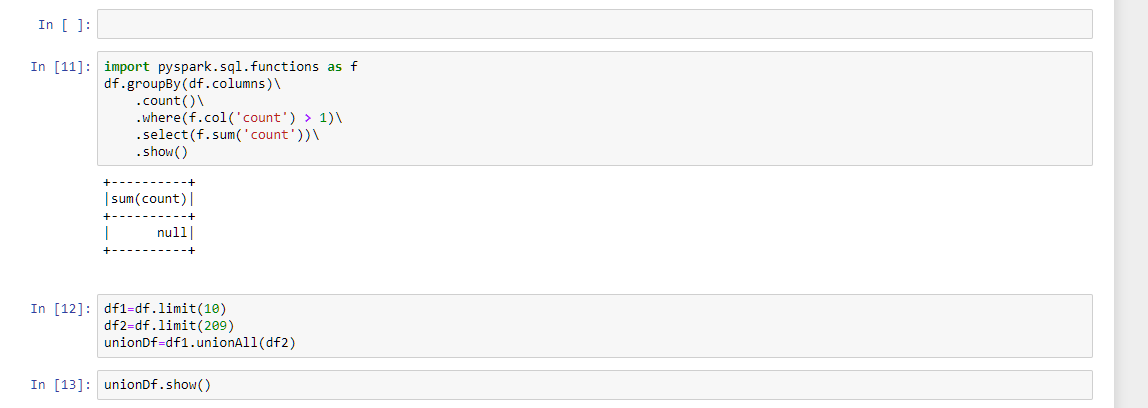 In [ ]:
In [11]: import pyspark.sql.functions as f
df.groupBy(df.columns)\
    .count()\
    .where(f.col('count') > 1)\
    .select(f.sum('count'))\
    .show()
+----------+
|sum(count)|
+----------+
|      null|
+----------+
In [12]: df1=df.limit(10)
df2=df.limit(209)
unionDf=df1.unionAll(df2)
In [13]: unionDf.show()